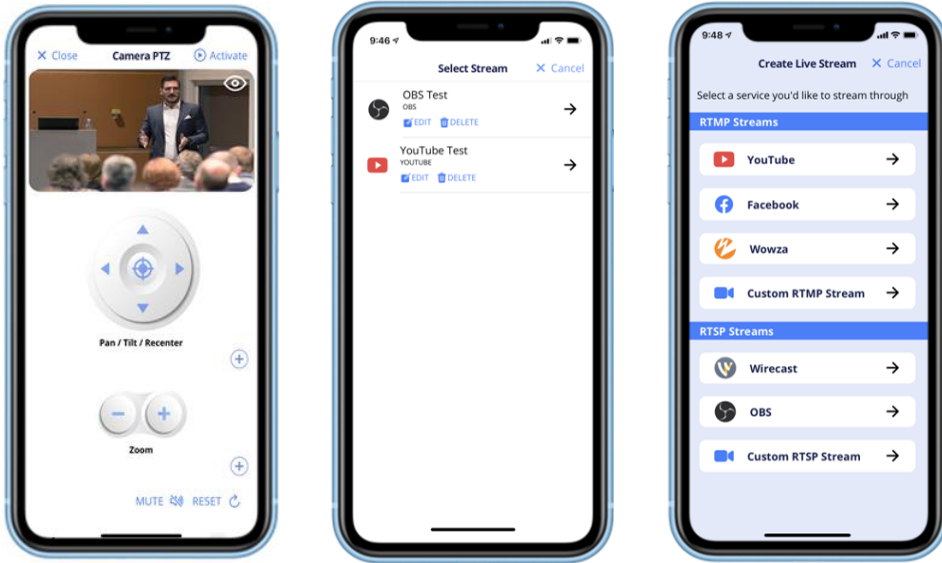 Close
Camera PTZ
Activate
Pan / Tilt / Recenter
Zoom
MUTE
RESET
9:46
Select Stream
Cancel
OBS Test
OBS
EDIT
DELETE
YouTube Test
YOUTUBE
EDIT
DELETE
9:48
Create Live Stream
Cancel
Select a service you'd like to stream through
RTMP Streams
YouTube
Facebook
Wowza
Custom RTMP Stream
RTSP Streams
Wirecast
OBS
Custom RTSP Stream